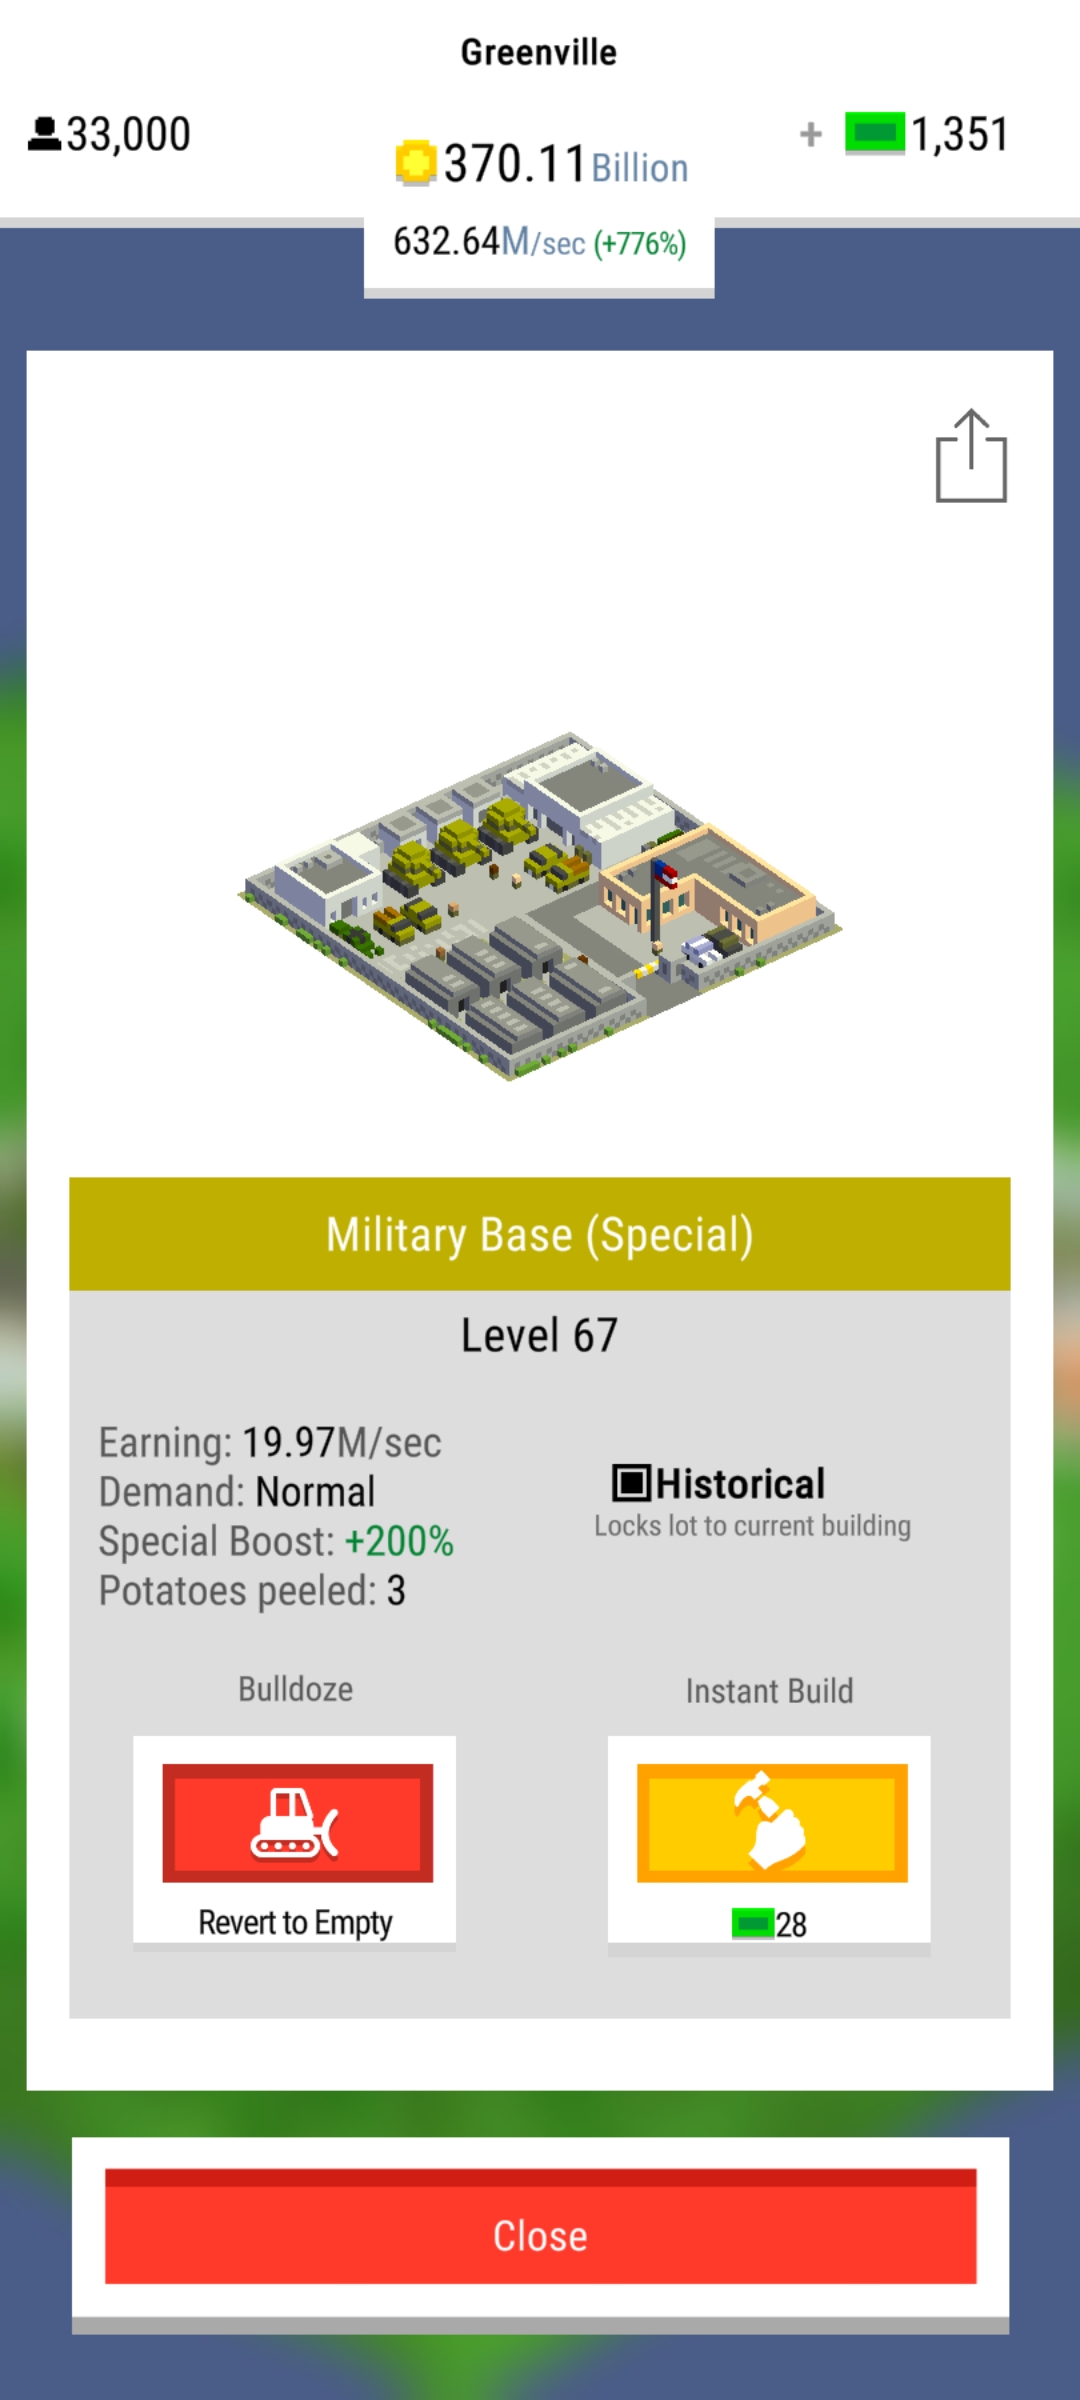 Greenville
33,000
370.11 Billion
+ 1,351
632.64M/sec (+776%)
Military Base (Special)
Level 67
Earning: 19.97M/sec
Demand: Normal
Special Boost: +200%
Potatoes peeled: 3
Historical
Locks lot to current building
Bulldoze
Instant Build
Revert to Empty
28
Close